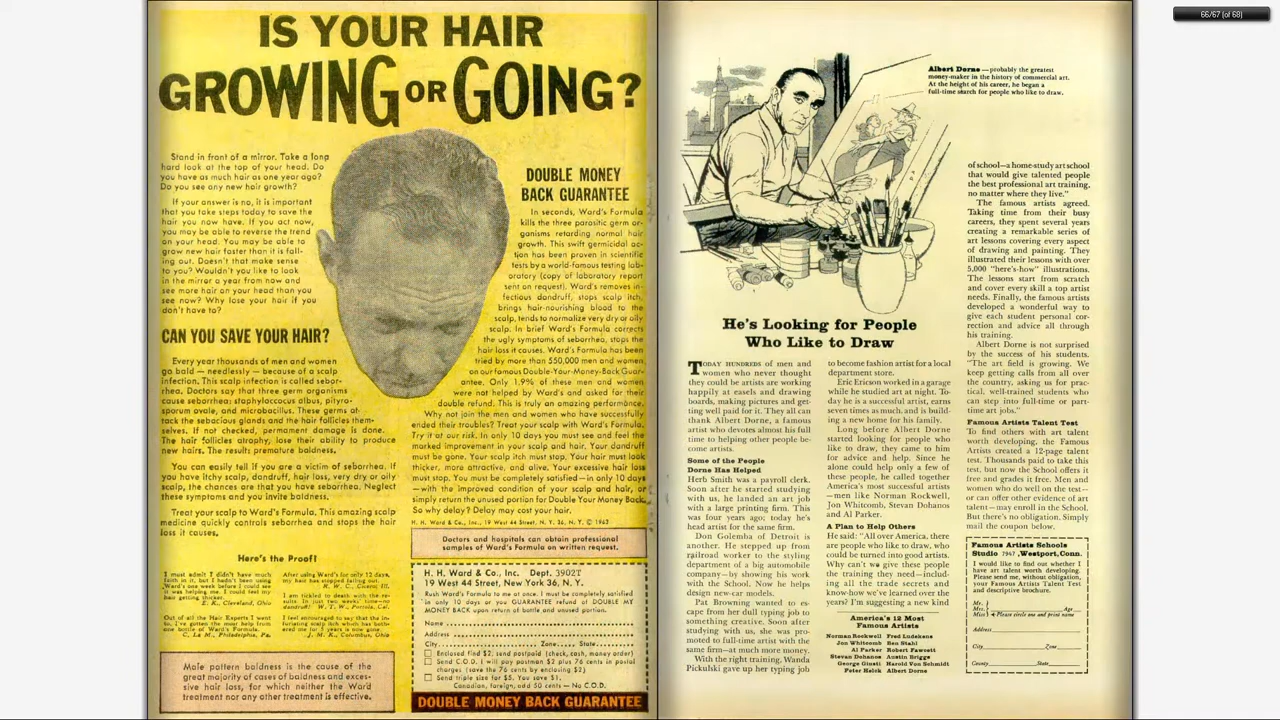 66/67 (of 68)
IS YOUR HAIR
GROWING OR GOING?
Stand in front of a mirror. Take a long
hard look at the top of your head. Do
you have as much hair as one year ago?
Do you see any new hair growth?
If your answer is no, it is important
that you take steps today to save the
hair you now have. If you act now,
you may be able to reverse the trend
on your head. You may be able to
grow new hair faster than it is fall-
ing out. Doesn't that make sense
to you? Wouldn't you like to look
in the mirror a year from now and
see more hair on your head than you
see now? Why lose your hair if you
don't have to?
CAN YOU SAVE YOUR HAIR?
Every year thousands of men and women
go bald — needlessly — because of a scalp
infection. This scalp infection is called sebor-
rhea. Doctors say that three germ organisms
cause seborrhea: staphylococcus albus, pityro-
sporum ovale, and microbacillus. These germs at-
tack the sebacious glands and the hair follicles them-
selves. If not checked, permanent damage is done.
The hair follicles atrophy, lose their ability to produce
new hairs. The results premature baldness.
You can easily tell if you are a victim of seborrhea. If
you have itchy scalp, dandruff, hair loss, very dry or oily
scalp, the chances are that you have seborrhea. Neglect
these symptoms and you invite baldness.
Treat your scalp to Ward's Formula. This amazing scalp
medicine quickly controls seborrhea and stops the hair
loss it causes.
Here's the Proof!
I must admit I didn't have much
faith in it, but I hadn't been using
Ward's one week before I could see
it was helping me. I could feel my
hair getting thicker.
E. K., Cleveland, Ohio
Out of all the Hair Experts I went
to, I've gotten the most help from
one bottle of Ward's Formula.
C. La M., Philadelphia, Pa.
After using Ward's for only 12 days,
my hair has stopped falling out.
R. W. C., Cicero, Ill.
I am tickled to death with the re-
sults. In just two weeks' time—no
dandruff! W. T. W., Portola, Cal.
I feel encouraged to say that the in-
furiating scalp itch which has both-
ered me for 5 years is now gone.
J. M. K., Columbus, Ohio
Male pattern baldness is the cause of the
great majority of cases of baldness and exces-
sive hair loss, for which neither the Ward
treatment nor any other treatment is effective.
DOUBLE MONEY
BACK GUARANTEE
In seconds, Ward's Formula
kills the three parasitic germ or-
ganisms retarding normal hair
growth. This swift germicidal ac-
tion has been proven in scientific
tests by a world-famous testing lab-
oratory (copy of laboratory report
sent on request). Ward's removes in-
fectious dandruff, stops scalp itch,
brings hair-nourishing blood to the
scalp, tends to normalize very dry or oily
scalp. In brief Ward's Formula corrects
the ugly symptoms of seborrhea, stops the
hair loss it causes. Ward's Formula has been
tried by more than 550,000 men and women
on our famous Double-Your-Money-Back Guar-
antee. Only 1.9% of these men and women
were not helped by Ward's and asked for their
double refund. This is truly an amazing performance.
Why not join the men and women who have successfully
ended their troubles? Treat your scalp with Ward's Formula.
Try it at our risk. In only 10 days you must see and feel the
marked improvement in your scalp and hair. Your dandruff
must be gone. Your scalp itch must stop. Your hair must look
thicker, more attractive, and alive. Your excessive hair loss
must stop. You must be completely satisfied—in only 10 days
—with the improved condition of your scalp and hair, or
simply return the unused portion for Double Your Money Back.
So why delay? Delay may cost your hair.
H. H. Ward & Co., Inc., 19 West 44 Street, N. Y. 36, N. Y. © 1963
Doctors and hospitals can obtain professional
samples of Ward's Formula on written request.
H. H. Ward & Co., Inc. Dept. 3902T
19 West 44 Street, New York 36, N. Y.
Rush Ward's Formula to me at once. I must be completely satisfied
in only 10 days or you GUARANTEE refund of DOUBLE MY
MONEY BACK upon return of bottle and unused portion.
Name
Address
City Zone State
Enclosed find $2; send postpaid (check, cash, money order)
Send C.O.D. I will pay postman $2 plus 76 cents in postal
charges. (save the 76 cents by enclosing $2)
Send triple size for $5. You save $1.
Canadian, foreign, add 50 cents — No C.O.D.
DOUBLE MONEY BACK GUARANTEE
Albert Dorne — probably the greatest
money-maker in the history of commercial art.
At the height of his career, he began a
full-time search for people who like to draw.
He's Looking for People
Who Like to Draw
TODAY HUNDREDS of men and
women who never thought
they could be artists are working
happily at easels and drawing
boards, making pictures and get-
ting well paid for it. They all can
thank Albert Dorne, a famous
artist who devotes almost his full
time to helping other people be-
come artists.
Some of the People
Dorne Has Helped
Herb Smith was a payroll clerk.
Soon after he started studying
with us, he landed an art job
with a large printing firm. This
was four years ago; today he's
head artist for the same firm.
Don Golemba of Detroit is
another. He stepped up from
railroad worker to the styling
department of a big automobile
company—by showing his work
with the School. Now he helps
design new-car models.
Pat Browning wanted to es-
cape from her dull typing job to
something creative. Soon after
studying with us, she was pro-
moted to full-time artist with the
same firm—at much more money.
With the right training, Wanda
Pickulski gave up her typing job
to become fashion artist for a local
department store.
Eric Ericson worked in a garage
while he studied art at night. To-
day he is a successful artist, earns
seven times as much, and is build-
ing a new home for his family.
Long before Albert Dorne
started looking for people who
like to draw, they came to him
for advice and help. Since he
alone could help only a few of
these people, he called together
America's most successful artists
—men like Norman Rockwell,
Jon Whitcomb, Stevan Dohanos
and Al Parker.
A Plan to Help Others
He said: "All over America, there
are people who like to draw, who
could be turned into good artists.
Why can't we give these people
the training they need—includ-
ing all the trade secrets and
know-how we've learned over the
years? I'm suggesting a new kind
America's 12 Most
Famous Artists
Norman Rockwell Fred Ludekens
Jon Whitcomb Ben Stahl
Al Parker Robert Fawcett
Stevan Dohanos Austin Briggs
George Giusti Harold Von Schmidt
Peter Helck Albert Dorne
of school—a home-study art school
that would give talented people
the best professional art training,
no matter where they live."
The famous artists agreed.
Taking time from their busy
careers, they spent several years
creating a remarkable series of
art lessons covering every aspect
of drawing and painting. They
illustrated their lessons with over
5,000 "here's-how" illustrations.
The lessons start from scratch
and cover every skill a top artist
needs. Finally, the famous artists
developed a wonderful way to
give each student personal cor-
rection and advice all through
his training.
Albert Dorne is not surprised
by the success of his students.
"The art field is growing. We
keep getting calls from all over
the country, asking us for prac-
tical, well-trained students who
can step into full-time or part-
time art jobs."
Famous Artists Talent Test
To find others with art talent
worth developing, the Famous
Artists created a 12-page talent
test. Thousands paid to take this
test, but now the School offers it
free and grades it free. Men and
women who do well on the test—
or can offer other evidence of art
talent—may enroll in the School.
But there's no obligation. Simply
mail the coupon below.
Famous Artists Schools
Studio 7967, Westport, Conn.
I would like to find out whether I
have art talent worth developing.
Please send me, without obligation,
your Famous Artists Talent Test
and descriptive brochure.
Mr.
Mrs. Age
Miss Please circle me and print name
Address
City Zone
County State